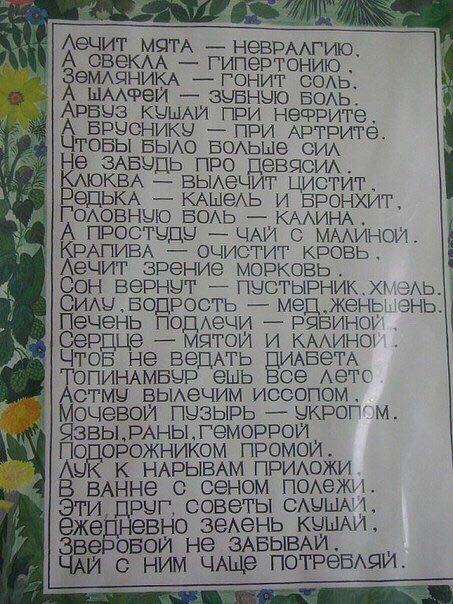 Лечит мята — невралгию,
А свекла — гипертонию,
Земляника — гонит соль,
А шалфей — зубную боль.
Арбуз кушай при нефрите,
А бруснику — при артрите.
Чтобы было больше сил
Не забудь про девясил.
Клюква — вылечит цистит,
Редька — кашель и бронхит,
Головную боль — калина,
А простуду — чай с малиной.
Крапива — очистит кровь,
Лечит зрение морковь.
Сон вернут — пустырник, хмель.
Силу, бодрость — мед, женьшень.
Печень подлечи — рябиной,
Сердце — мятой и калиной.
Чтоб не ведать диабета
Топинамбур ешь все лето.
Астму вылечим иссопом,
Мочевой пузырь — укропом.
Язвы, раны, геморрой
Подорожником промой.
Лук к нарывам приложи,
В ванне с сеном полежи.
Эти друг, советы слушай,
Ежедневно зелень кушай,
Зверобой не забывай.
Чай с ним чаще потребляй.